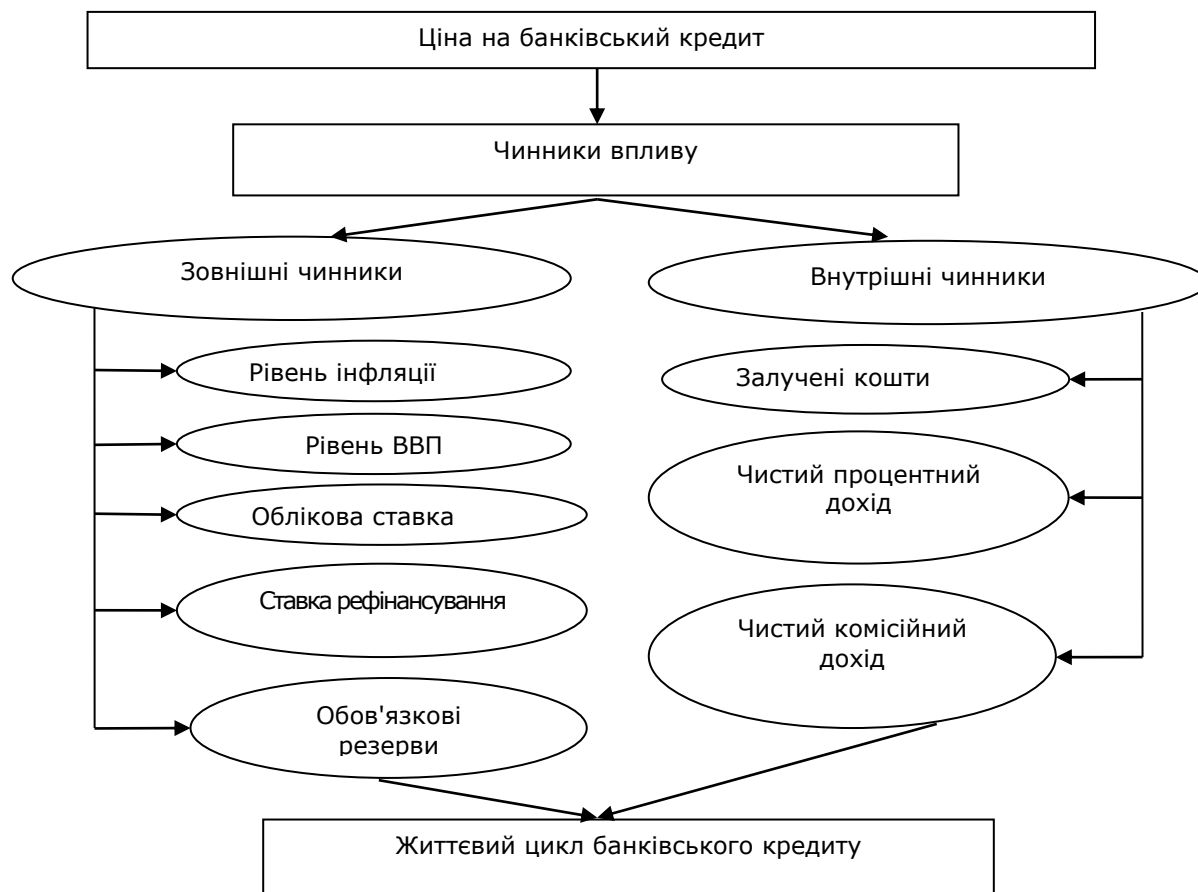 Ціна на банківський кредит
Чинники впливу
Зовнішні чинники
Внутрішні чинники
Рівень інфляції
Рівень ВВП
Облікова ставка
Ставка рефінансування
Обов'язкові
резерви
Залучені кошти
Чистий процентний
дохід
Чистий комісійний
дохід
Життєвий цикл банківського кредиту